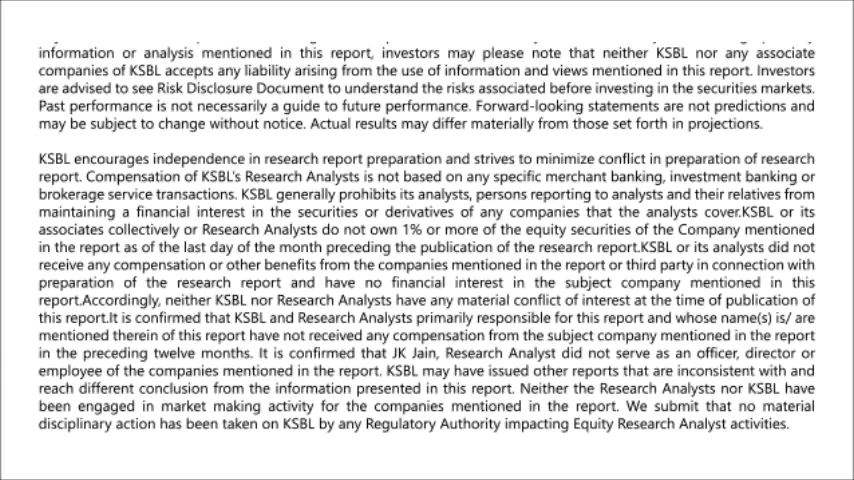 information or analysis mentioned in this report, investors may please note that neither KSBL nor any associate
companies of KSBL accepts any liability arising from the use of information and views mentioned in this report. Investors
are advised to see Risk Disclosure Document to understand the risks associated before investing in the securities markets.
Past performance is not necessarily a guide to future performance. Forward-looking statements are not predictions and
may be subject to change without notice. Actual results may differ materially from those set forth in projections.
KSBL encourages independence in research report preparation and strives to minimize conflict in preparation of research
report. Compensation of KSBL's Research Analysts is not based on any specific merchant banking, investment banking or
brokerage service transactions. KSBL generally prohibits its analysts, persons reporting to analysts and their relatives from
maintaining a financial interest in the securities or derivatives of any companies that the analysts cover.KSBL or its
associates collectively or Research Analysts do not own 1% or more of the equity securities of the Company mentioned
in the report as of the last day of the month preceding the publication of the research report.KSBL or its analysts did not
receive any compensation or other benefits from the companies mentioned in the report or third party in connection with
preparation of the research report and have no financial interest in the subject company mentioned in this
report.Accordingly, neither KSBL nor Research Analysts have any material conflict of interest at the time of publication of
this report.It is confirmed that KSBL and Research Analysts primarily responsible for this report and whose name(s) is/ are
mentioned therein of this report have not received any compensation from the subject company mentioned in the report
in the preceding twelve months. It is confirmed that JK Jain, Research Analyst did not serve as an officer, director or
employee of the companies mentioned in the report. KSBL may have issued other reports that are inconsistent with and
reach different conclusion from the information presented in this report. Neither the Research Analysts nor KSBL have
been engaged in market making activity for the companies mentioned in the report. We submit that no material
disciplinary action has been taken on KSBL by any Regulatory Authority impacting Equity Research Analyst activities.